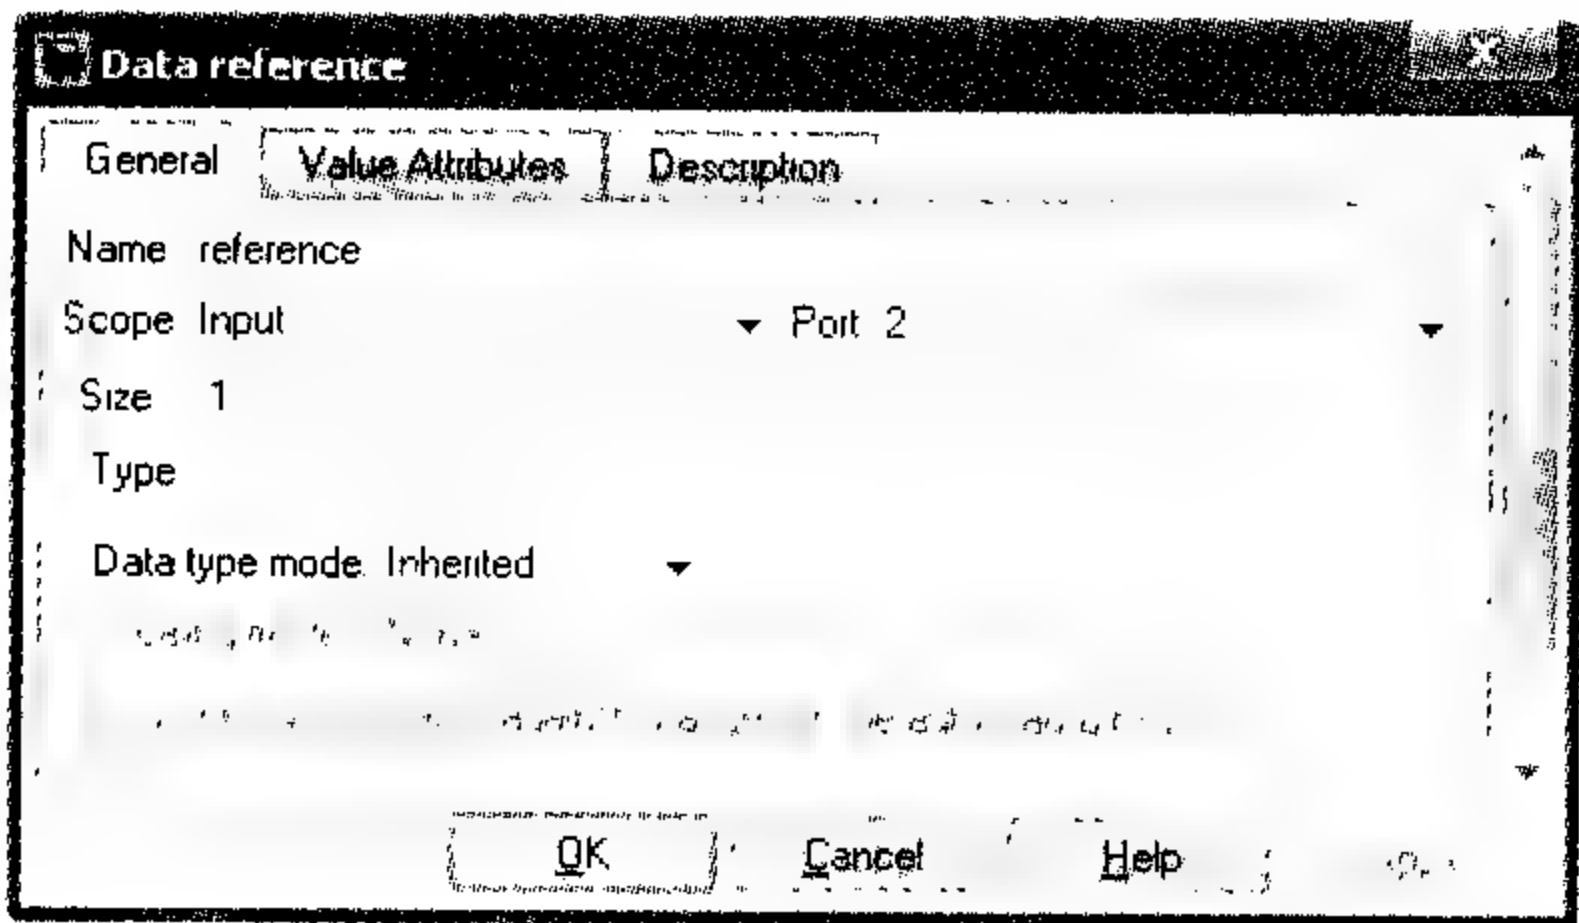 Data reference
General Value Attributes Description
Name reference
Scope Input Port 2
Size 1
Type
Data type mode Inherited
OK Cancel Help